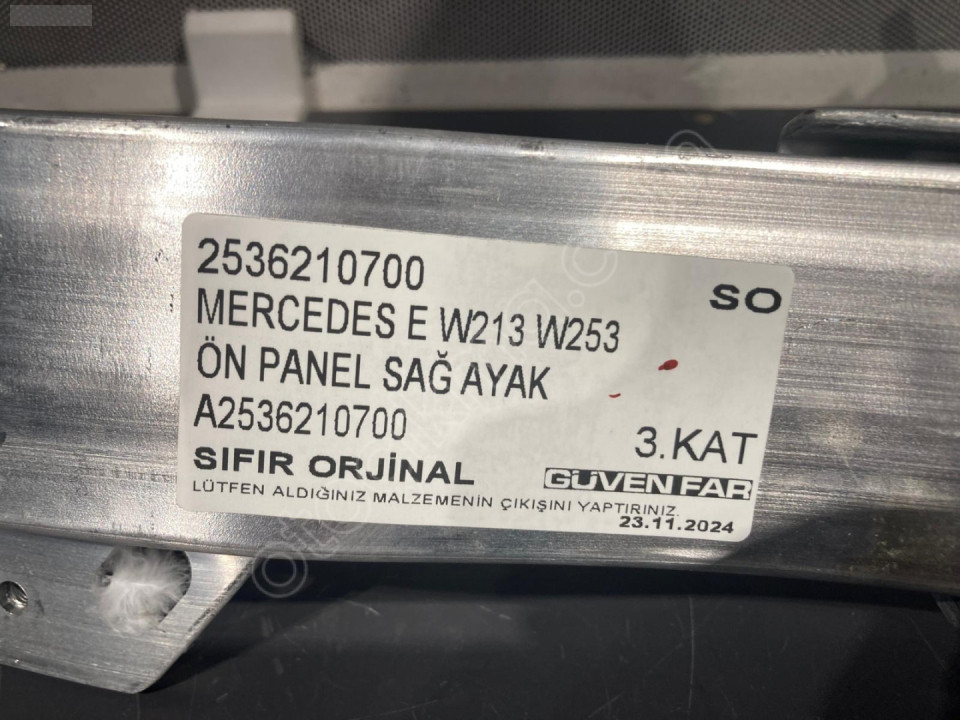 2536210700
SO
MERCEDES E W213 W253
ÖN PANEL SAĞ AYAK
A2536210700
3.KAT
SIFIR ORJİNAL
GÜVEN FAR
LÜTFEN ALDIĞINIZ MALZEMENİN ÇIKIŞINI YAPTIRINIZ.
23.11.2024